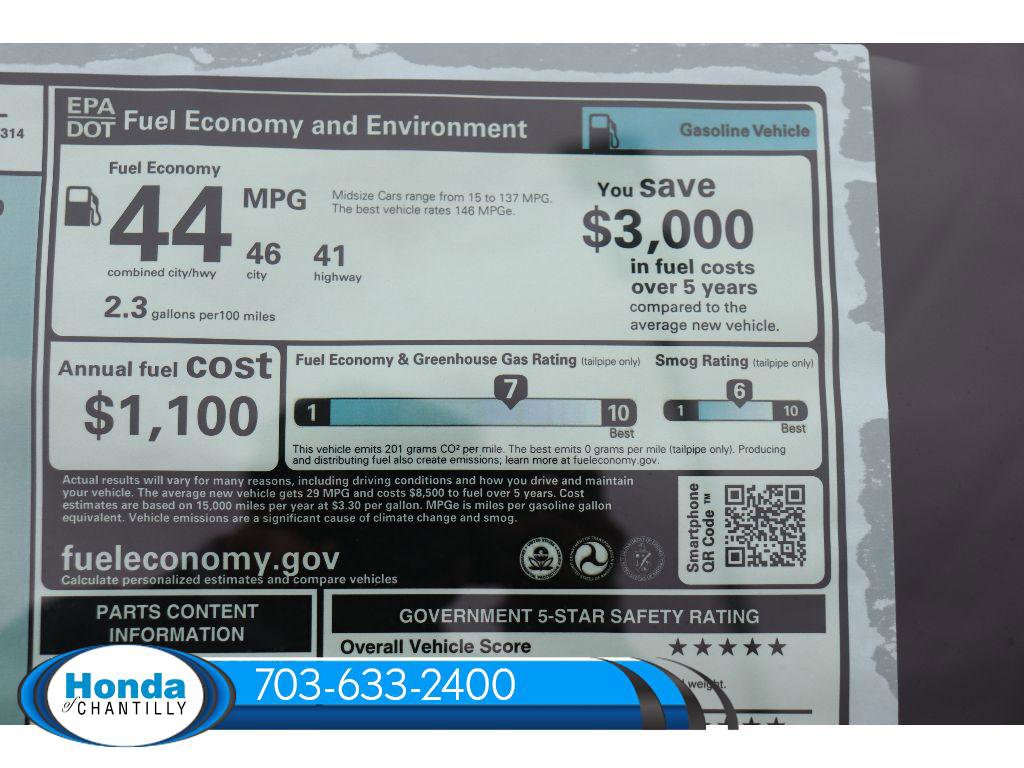 314
EPA
DOT
Fuel Economy and Environment
Gasoline Vehicle
Fuel Economy
44
MPG
combined city/hwy
46
city
41
highway
2.3 gallons per100 miles
Midsize Cars range from 15 to 137 MPG.
The best vehicle rates 146 MPGe.
You save
$3,000
in fuel costs
over 5 years
compared to the
average new vehicle.
Annual fuel cost
$1,100
Fuel Economy & Greenhouse Gas Rating (tailpipe only)
7
1
10
Best
Smog Rating (tailpipe only)
6
1
10
Best
This vehicle emits 201 grams CO² per mile. The best emits 0 grams per mile (tailpipe only). Producing
and distributing fuel also create emissions; learn more at fueleconomy.gov.
Actual results will vary for many reasons, including driving conditions and how you drive and maintain
your vehicle. The average new vehicle gets 29 MPG and costs $8,500 to fuel over 5 years. Cost
estimates are based on 15,000 miles per year at $3.30 per gallon. MPGe is miles per gasoline gallon
equivalent. Vehicle emissions are a significant cause of climate change and smog.
fueleconomy.gov
Calculate personalized estimates and compare vehicles
Smartphone
QR Code ™
PARTS CONTENT
INFORMATION
GOVERNMENT 5-STAR SAFETY RATING
Overall Vehicle Score ★★★★★
weight.
Honda
of CHANTILLY
703-633-2400